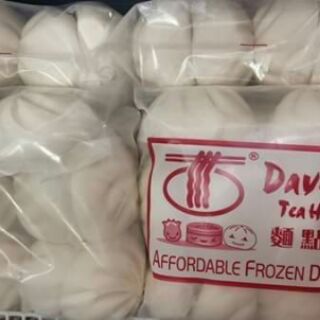 ®
Dav
Tea H
麵點
AFFORDABLE FROZEN D